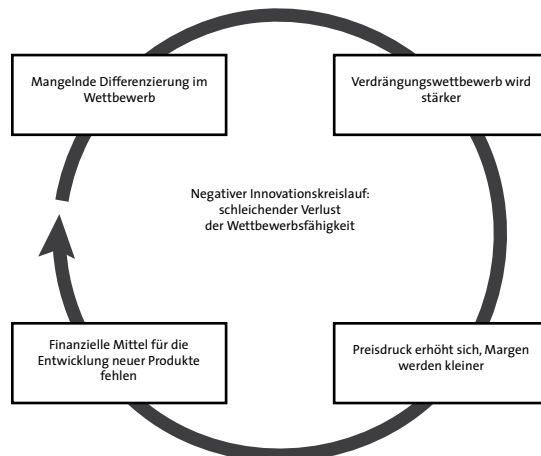 Mangelnde Differenzierung im
Wettbewerb
Verdrängungswettbewerb wird
stärker
Negativer Innovationskreislauf:
schleichender Verlust
der Wettbewerbsfähigkeit
Finanzielle Mittel für die
Entwicklung neuer Produkte
fehlen
Preisdruck erhöht sich, Margen
werden kleiner